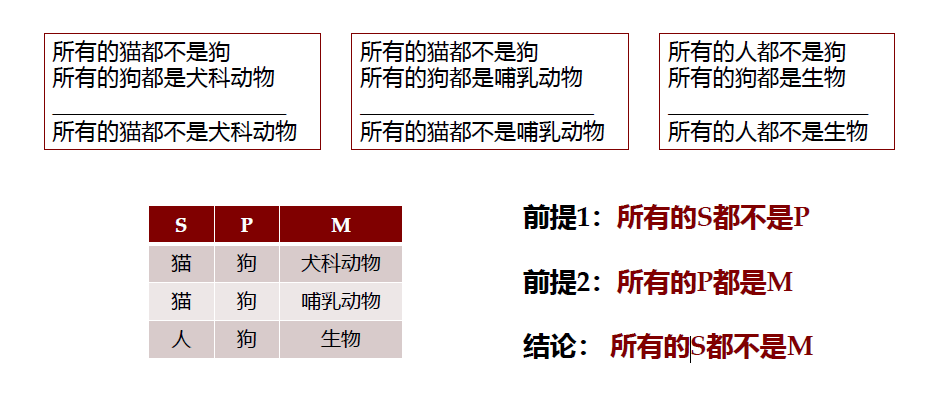 所有的猫都不是狗
所有的狗都是犬科动物
所有的猫都不是犬科动物
所有的猫都不是狗
所有的狗都是哺乳动物
所有的猫都不是哺乳动物
所有的人都不是狗
所有的狗都是生物
所有的人都不是生物
S P M
猫 狗 犬科动物
猫 狗 哺乳动物
人 狗 生物
前提1：所有的S都不是P
前提2：所有的P都是M
结论： 所有的S都不是M